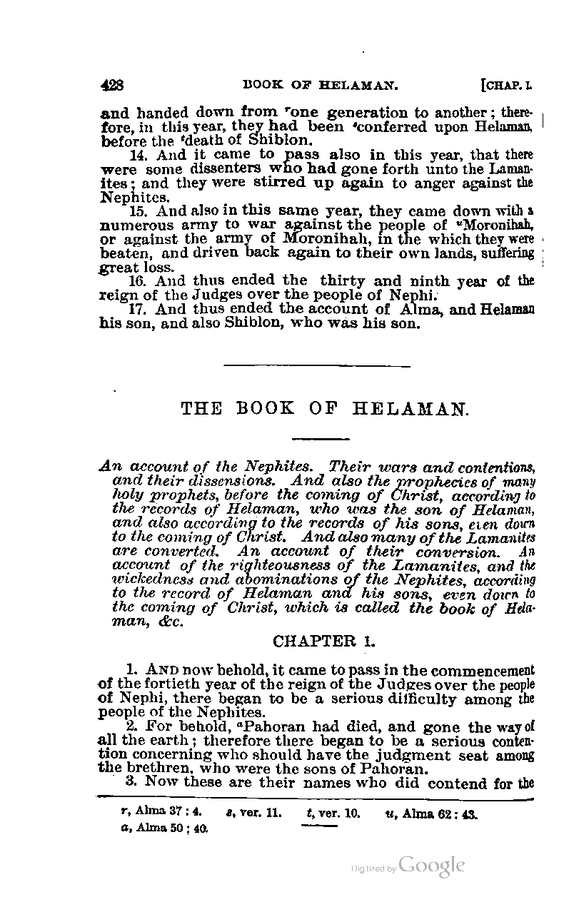 428 BOOK OF HELAMAN. [CHAP. I.
and handed down from ʳone generation to another; there-
fore, in this year, they had been ˢconferred upon Helaman,
before the ᵗdeath of Shiblon.
14. And it came to pass also in this year, that there
were some dissenters who had gone forth unto the Laman-
ites; and they were stirred up again to anger against the
Nephites.
15. And also in this same year, they came down with a
numerous army to war against the people of ᵘMoronihah,
or against the army of Moronihah, in the which they were
beaten, and driven back again to their own lands, suffering
great loss.
16. And thus ended the thirty and ninth year of the
reign of the Judges over the people of Nephi.
17. And thus ended the account of Alma, and Helaman
his son, and also Shiblon, who was his son.
THE BOOK OF HELAMAN.
An account of the Nephites. Their wars and contentions,
and their dissensions. And also the prophecies of many
holy prophets, before the coming of Christ, according to
the records of Helaman, who was the son of Helaman,
and also according to the records of his sons, even down
to the coming of Christ. And also many of the Lamanites
are converted. An account of their conversion. An
account of the righteousness of the Lamanites, and the
wickedness and abominations of the Nephites, according
to the record of Helaman and his sons, even down to
the coming of Christ, which is called the book of Hela-
man, &c.
CHAPTER 1.
1. AND now behold, it came to pass in the commencement
of the fortieth year of the reign of the Judges over the people
of Nephi, there began to be a serious difficulty among the
people of the Nephites.
2. For behold, ᵃPahoran had died, and gone the way of
all the earth; therefore there began to be a serious conten-
tion concerning who should have the judgment seat among
the brethren, who were the sons of Pahoran.
3. Now these are their names who did contend for the
r, Alma 37 : 4. s, ver. 11. t, ver. 10. u, Alma 62 : 43.
a, Alma 50 ; 40.
Digitized by Google